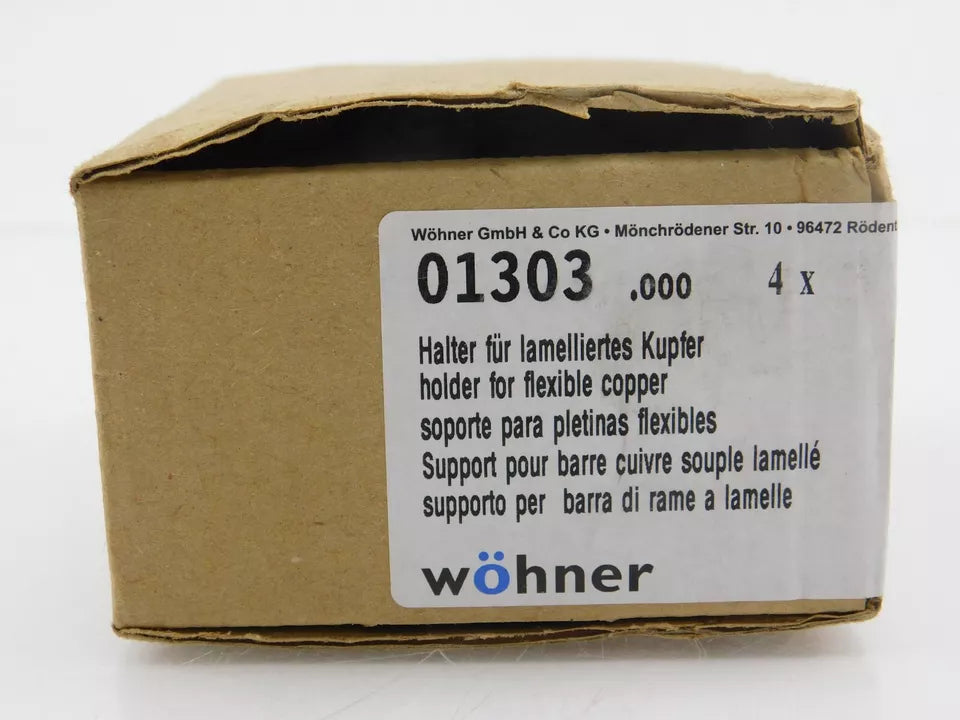 Wöhner GmbH & Co KG • Mönchrödener Str. 10 • 96472 Rödent
01303 .000 4 x
Halter für lamelliertes Kupfer
holder for flexible copper
soporte para pletinas flexibles
Support pour barre cuivre souple lamellé
supporto per barra di rame a lamelle
wöhner